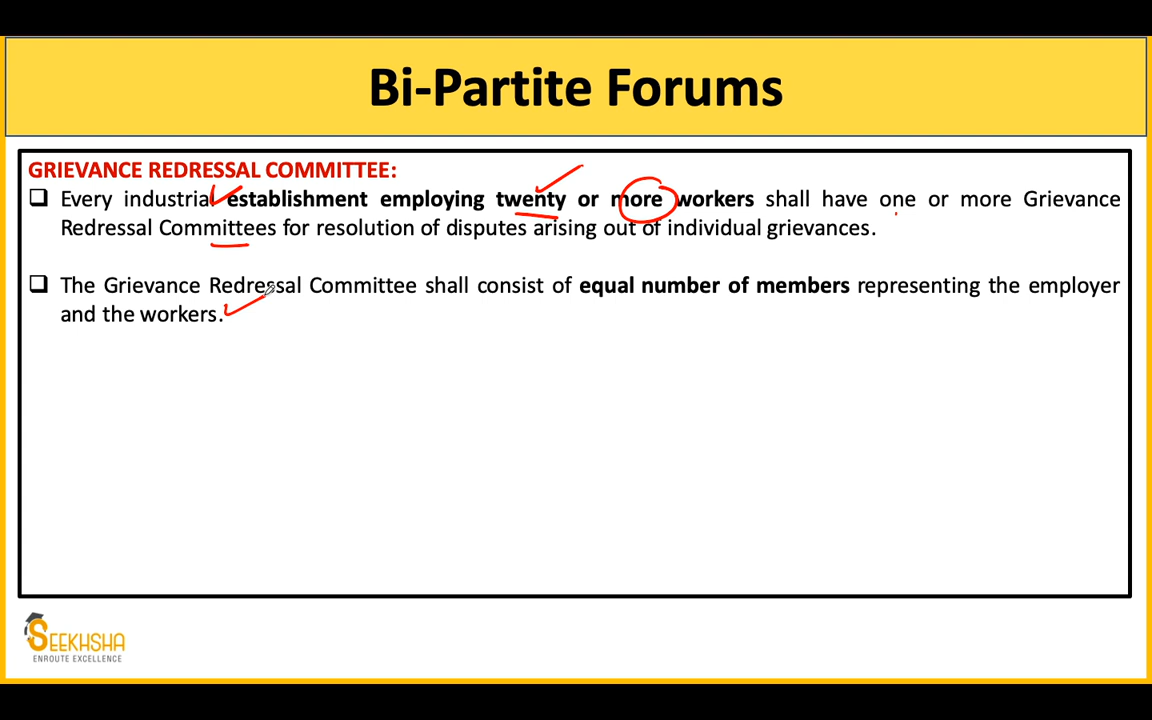 Bi-Partite Forums
GRIEVANCE REDRESSAL COMMITTEE:
Every industrial establishment employing twenty or more workers shall have one or more Grievance
Redressal Committees for resolution of disputes arising out of individual grievances.
The Grievance Redressal Committee shall consist of equal number of members representing the employer
and the workers.
SEEKHSHA
ENROUTE EXCELLENCE